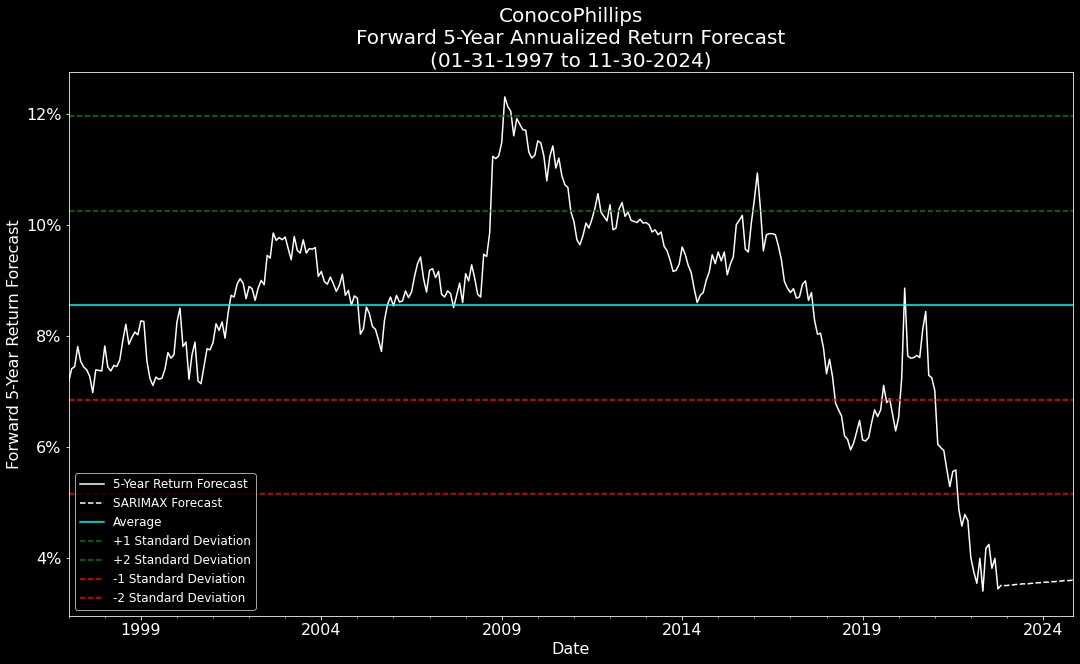 ConocoPhillips
Forward 5-Year Annualized Return Forecast
(01-31-1997 to 11-30-2024)
Forward 5-Year Return Forecast
12%
10%
8%
6%
4%
5-Year Return Forecast
SARIMAX Forecast
Average
+1 Standard Deviation
+2 Standard Deviation
-1 Standard Deviation
-2 Standard Deviation
1999
2004
2009
2014
2019
2024
Date